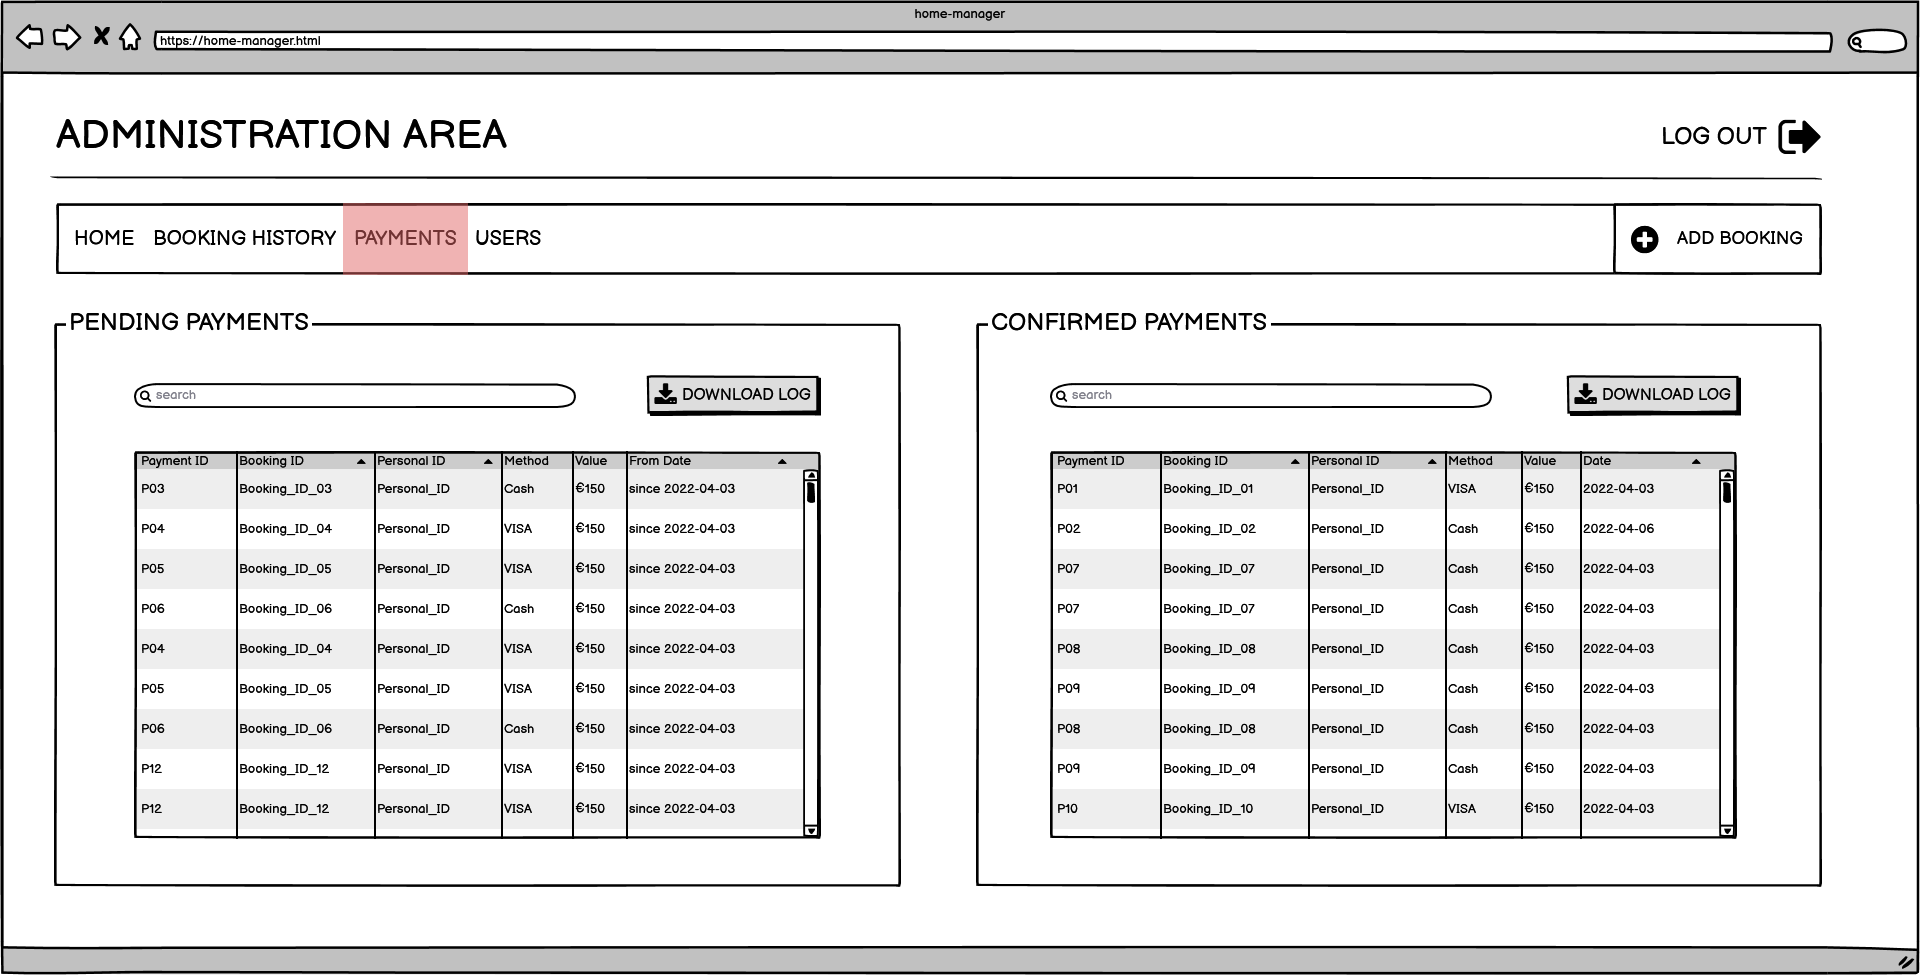 home-manager
https://home-manager.html
ADMINISTRATION AREA
LOG OUT
HOME BOOKING HISTORY PAYMENTS USERS
ADD BOOKING
PENDING PAYMENTS
search
DOWNLOAD LOG
Payment ID Booking ID Personal ID Method Value From Date
P03 Booking_ID_03 Personal_ID Cash €150 since 2022-04-03
P04 Booking_ID_04 Personal_ID VISA €150 since 2022-04-03
P05 Booking_ID_05 Personal_ID VISA €150 since 2022-04-03
P06 Booking_ID_06 Personal_ID Cash €150 since 2022-04-03
P04 Booking_ID_04 Personal_ID VISA €150 since 2022-04-03
P05 Booking_ID_05 Personal_ID VISA €150 since 2022-04-03
P06 Booking_ID_06 Personal_ID Cash €150 since 2022-04-03
P12 Booking_ID_12 Personal_ID VISA €150 since 2022-04-03
P12 Booking_ID_12 Personal_ID VISA €150 since 2022-04-03
CONFIRMED PAYMENTS
search
DOWNLOAD LOG
Payment ID Booking ID Personal ID Method Value Date
P01 Booking_ID_01 Personal_ID VISA €150 2022-04-03
P02 Booking_ID_02 Personal_ID Cash €150 2022-04-06
P07 Booking_ID_07 Personal_ID Cash €150 2022-04-03
P07 Booking_ID_07 Personal_ID Cash €150 2022-04-03
P08 Booking_ID_08 Personal_ID Cash €150 2022-04-03
P09 Booking_ID_09 Personal_ID Cash €150 2022-04-03
P08 Booking_ID_08 Personal_ID Cash €150 2022-04-03
P09 Booking_ID_09 Personal_ID Cash €150 2022-04-03
P10 Booking_ID_10 Personal_ID VISA €150 2022-04-03